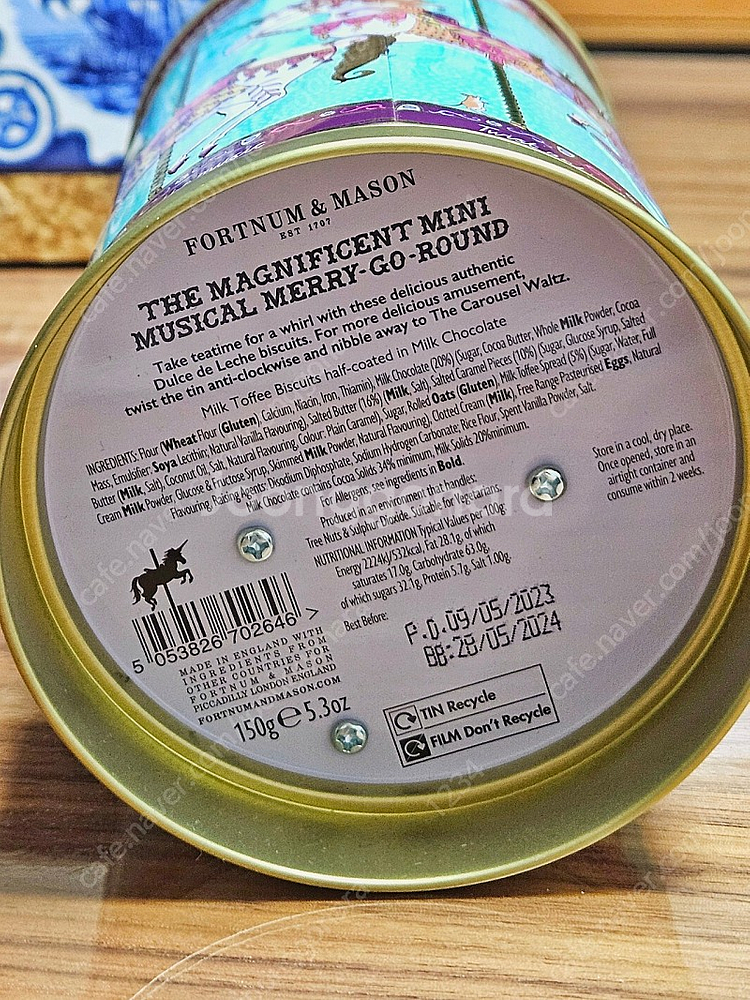 FORTNUM & MASON
EST 1707
THE MAGNIFICENT MINI
MUSICAL MERRY-GO-ROUND
Take teatime for a whirl with these delicious authentic
Dulce de Leche biscuits. For more delicious amusement,
twist the tin anti-clockwise and nibble away to The Carousel Waltz.
Milk Toffee Biscuits half-coated in Milk Chocolate
INGREDIENTS: Flour (Wheat Flour (Gluten), Calcium, Niacin, Iron, Thiamin), Milk Chocolate (20%) (Sugar, Cocoa Butter, Whole Milk Powder, Cocoa
Mass, Emulsifier: Soya Lecithin; Natural Vanilla Flavouring), Salted Butter (16%) (Milk, Salt), Salted Caramel Pieces (10%) (Sugar, Glucose Syrup, Salted
Butter (Milk, Salt), Coconut Oil, Salt, Natural Flavouring, Colour: Plain Caramel), Sugar, Rolled Oats (Gluten), Milk Toffee Spread (5%) (Sugar, Water, Full
Cream Milk Powder, Glucose & Fructose Syrup, Skimmed Milk Powder, Natural Flavouring), Clotted Cream (Milk), Free Range Pasteurised Eggs, Natural
Flavouring, Raising Agents: Disodium Diphosphate, Sodium Hydrogen Carbonate; Rice Flour, Spent Vanilla Powder, Salt.
Milk Chocolate contains Cocoa Solids 34% minimum, Milk Solids 20% minimum.
For Allergens, see ingredients in Bold.
Produced in an environment that handles:
Tree Nuts & Sulphur Dioxide. Suitable for Vegetarians.
NUTRITIONAL INFORMATION Typical Values per 100g
Energy 2224kJ/532kcal, Fat 28.1g, of which
saturates 17.0g, Carbohydrate 63.0g,
of which sugars 32.1g, Protein 5.7g, Salt 1.00g.
Store in a cool, dry place.
Once opened, store in an
airtight container and
consume within 2 weeks.
Best Before:
P.D.09/05/2023
BB:28/05/2024
5 053826 702646 >
MADE IN ENGLAND WITH
INGREDIENTS FROM
OTHER COUNTRIES FOR
FORTNUM & MASON
PICCADILLY LONDON ENGLAND
FORTNUMANDMASON.COM
150g e 5.3oz
TIN Recycle
FILM Don't Recycle